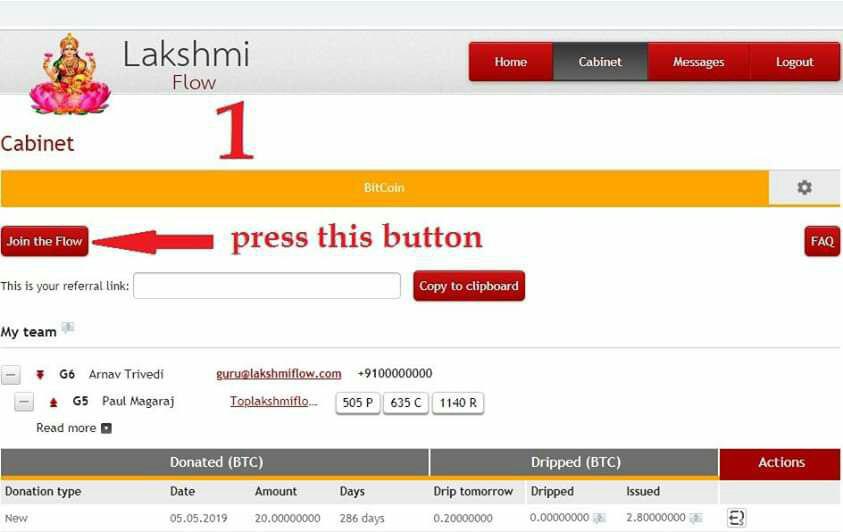 Lakshmi
Flow
Home Cabinet Messages Logout
1
Cabinet
BitCoin
Join the Flow press this button FAQ
This is your referral link: Copy to clipboard
My team
G6 Arnav Trivedi guru@lakshmiflow.com +9100000000
G5 Paul Magaraj Toplakshmiflo... 505 P 635 C 1140 R
Read more
Donated (BTC) Dripped (BTC) Actions
Donation type Date Amount Days Drip tomorrow Dripped Issued
New 05.05.2019 20.00000000 286 days 0.20000000 0.00000000 2.80000000